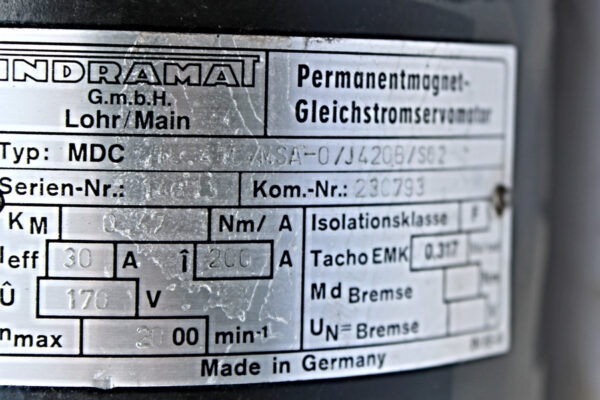 INDRAMAT
G.m.b.H.
Lohr/Main
Permanentmagnet-
Gleichstromservomotor
Typ: MDC
Serien-Nr.:
Kom.-Nr.: 230793
KM Nm/A
Isolationsklasse F
Ieff 30 A î 200 A
Tacho EMK 0.317
Û 170 V
Md Bremse
nmax 00 min-1
UN= Bremse
Made in Germany